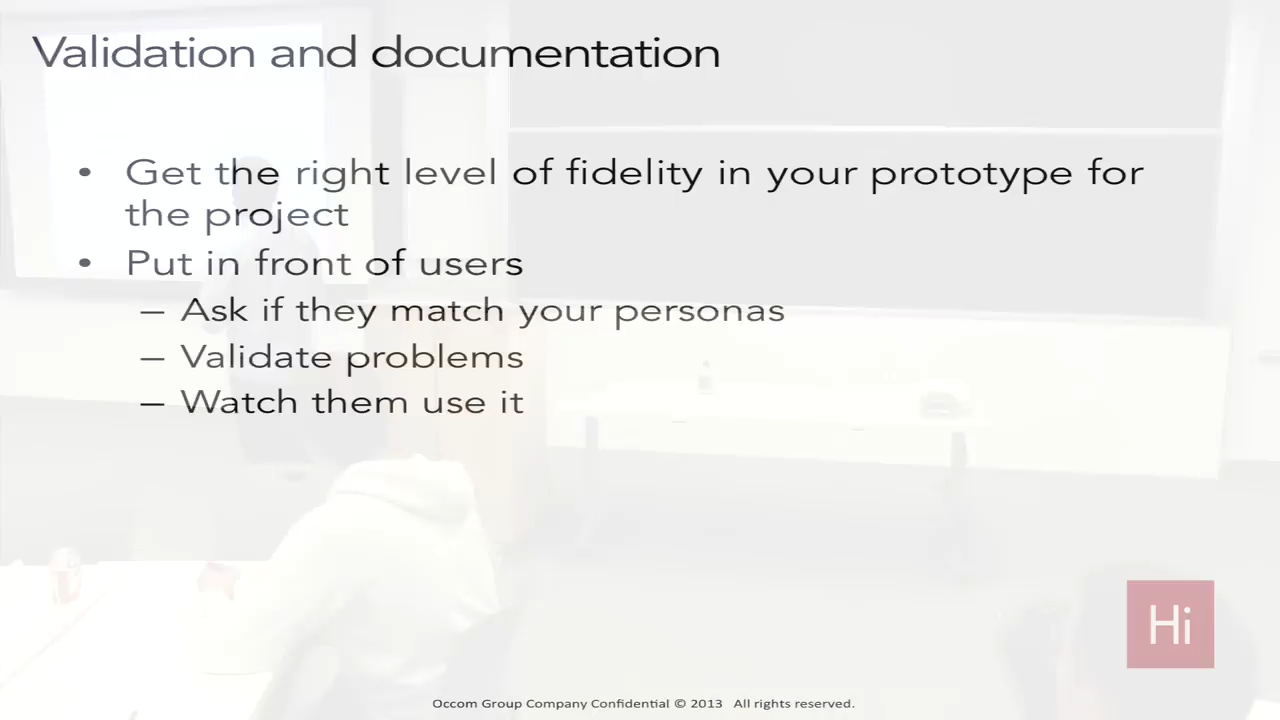 Validation and documentation
• Get the right level of fidelity in your prototype for
the project
• Put in front of users
– Ask if they match your personas
– Validate problems
– Watch them use it
Hi
Occom Group Company Confidential © 2013 All rights reserved.